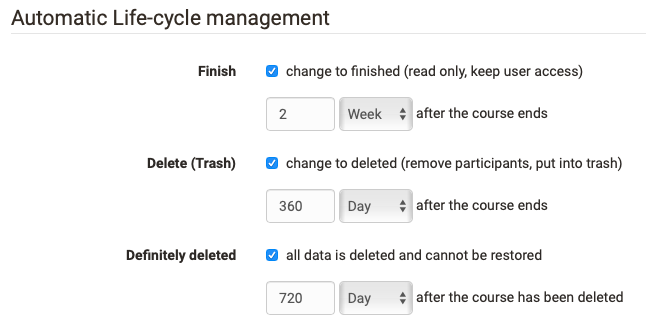 Automatic Life-cycle management
Finish change to finished (read only, keep user access)
2 Week after the course ends
Delete (Trash) change to deleted (remove participants, put into trash)
360 Day after the course ends
Definitely deleted all data is deleted and cannot be restored
720 Day after the course has been deleted